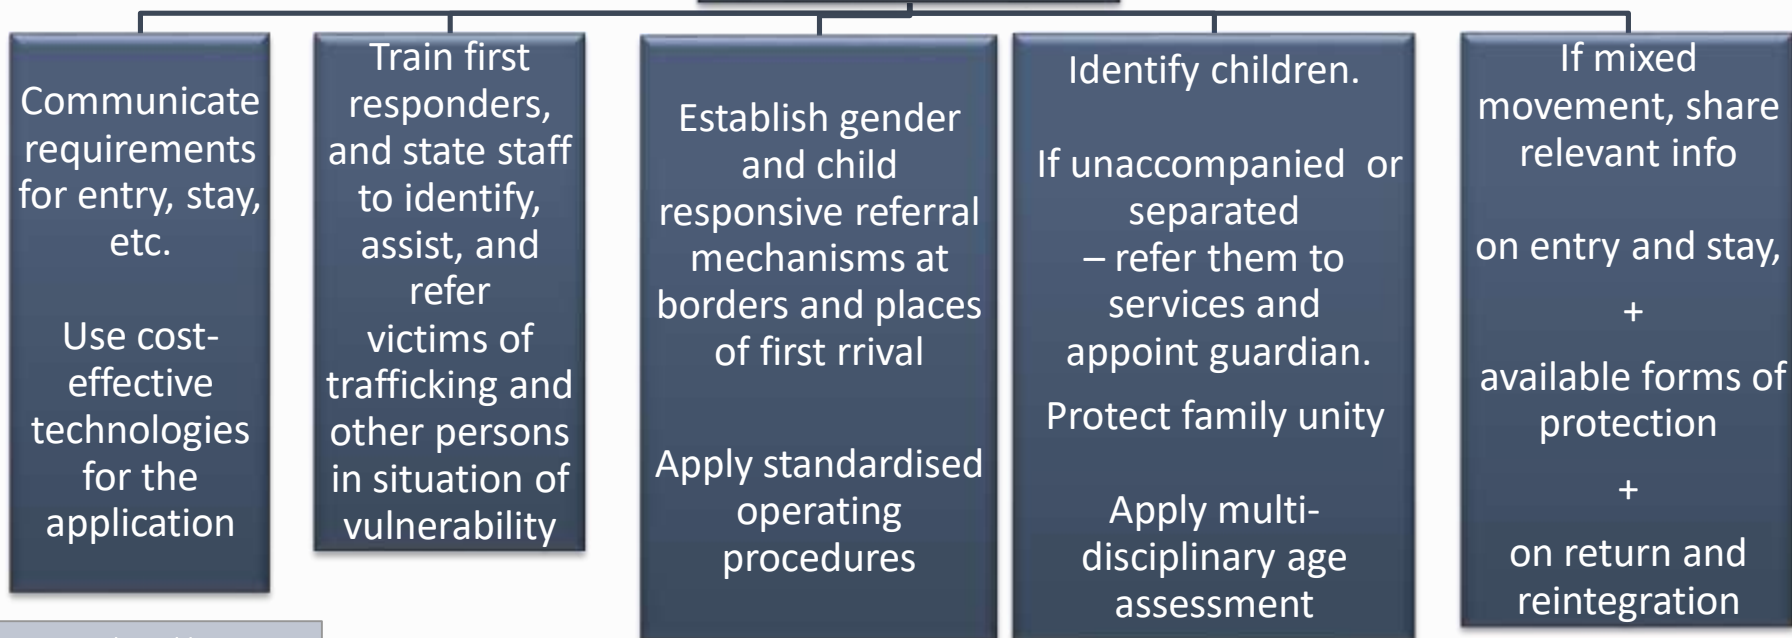 Communicate
requirements
for entry, stay,
etc.
Use cost-
effective
technologies
for the
application
Train first
responders,
and state staff
to identify,
assist, and
refer
victims of
trafficking and
other persons
in situation of
vulnerability
Establish gender
and child
responsive referral
mechanisms at
borders and places
of first rrival
Apply standardised
operating
procedures
Identify children.
If unaccompanied or
separated
– refer them to
services and
appoint guardian.
Protect family unity
Apply multi-
disciplinary age
assessment
If mixed
movement, share
relevant info
on entry and stay,
+
available forms of
protection
+
on return and
reintegration